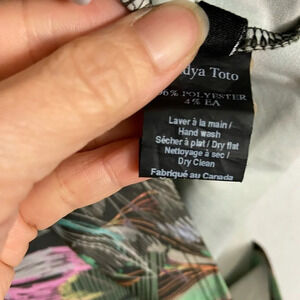 dya Toto
96% POLYESTER
4% EA
Laver à la main /
Hand wash
Sécher à plat / Dry flat
Nettoyage à sec /
Dry Clean
Fabriqué au Canada